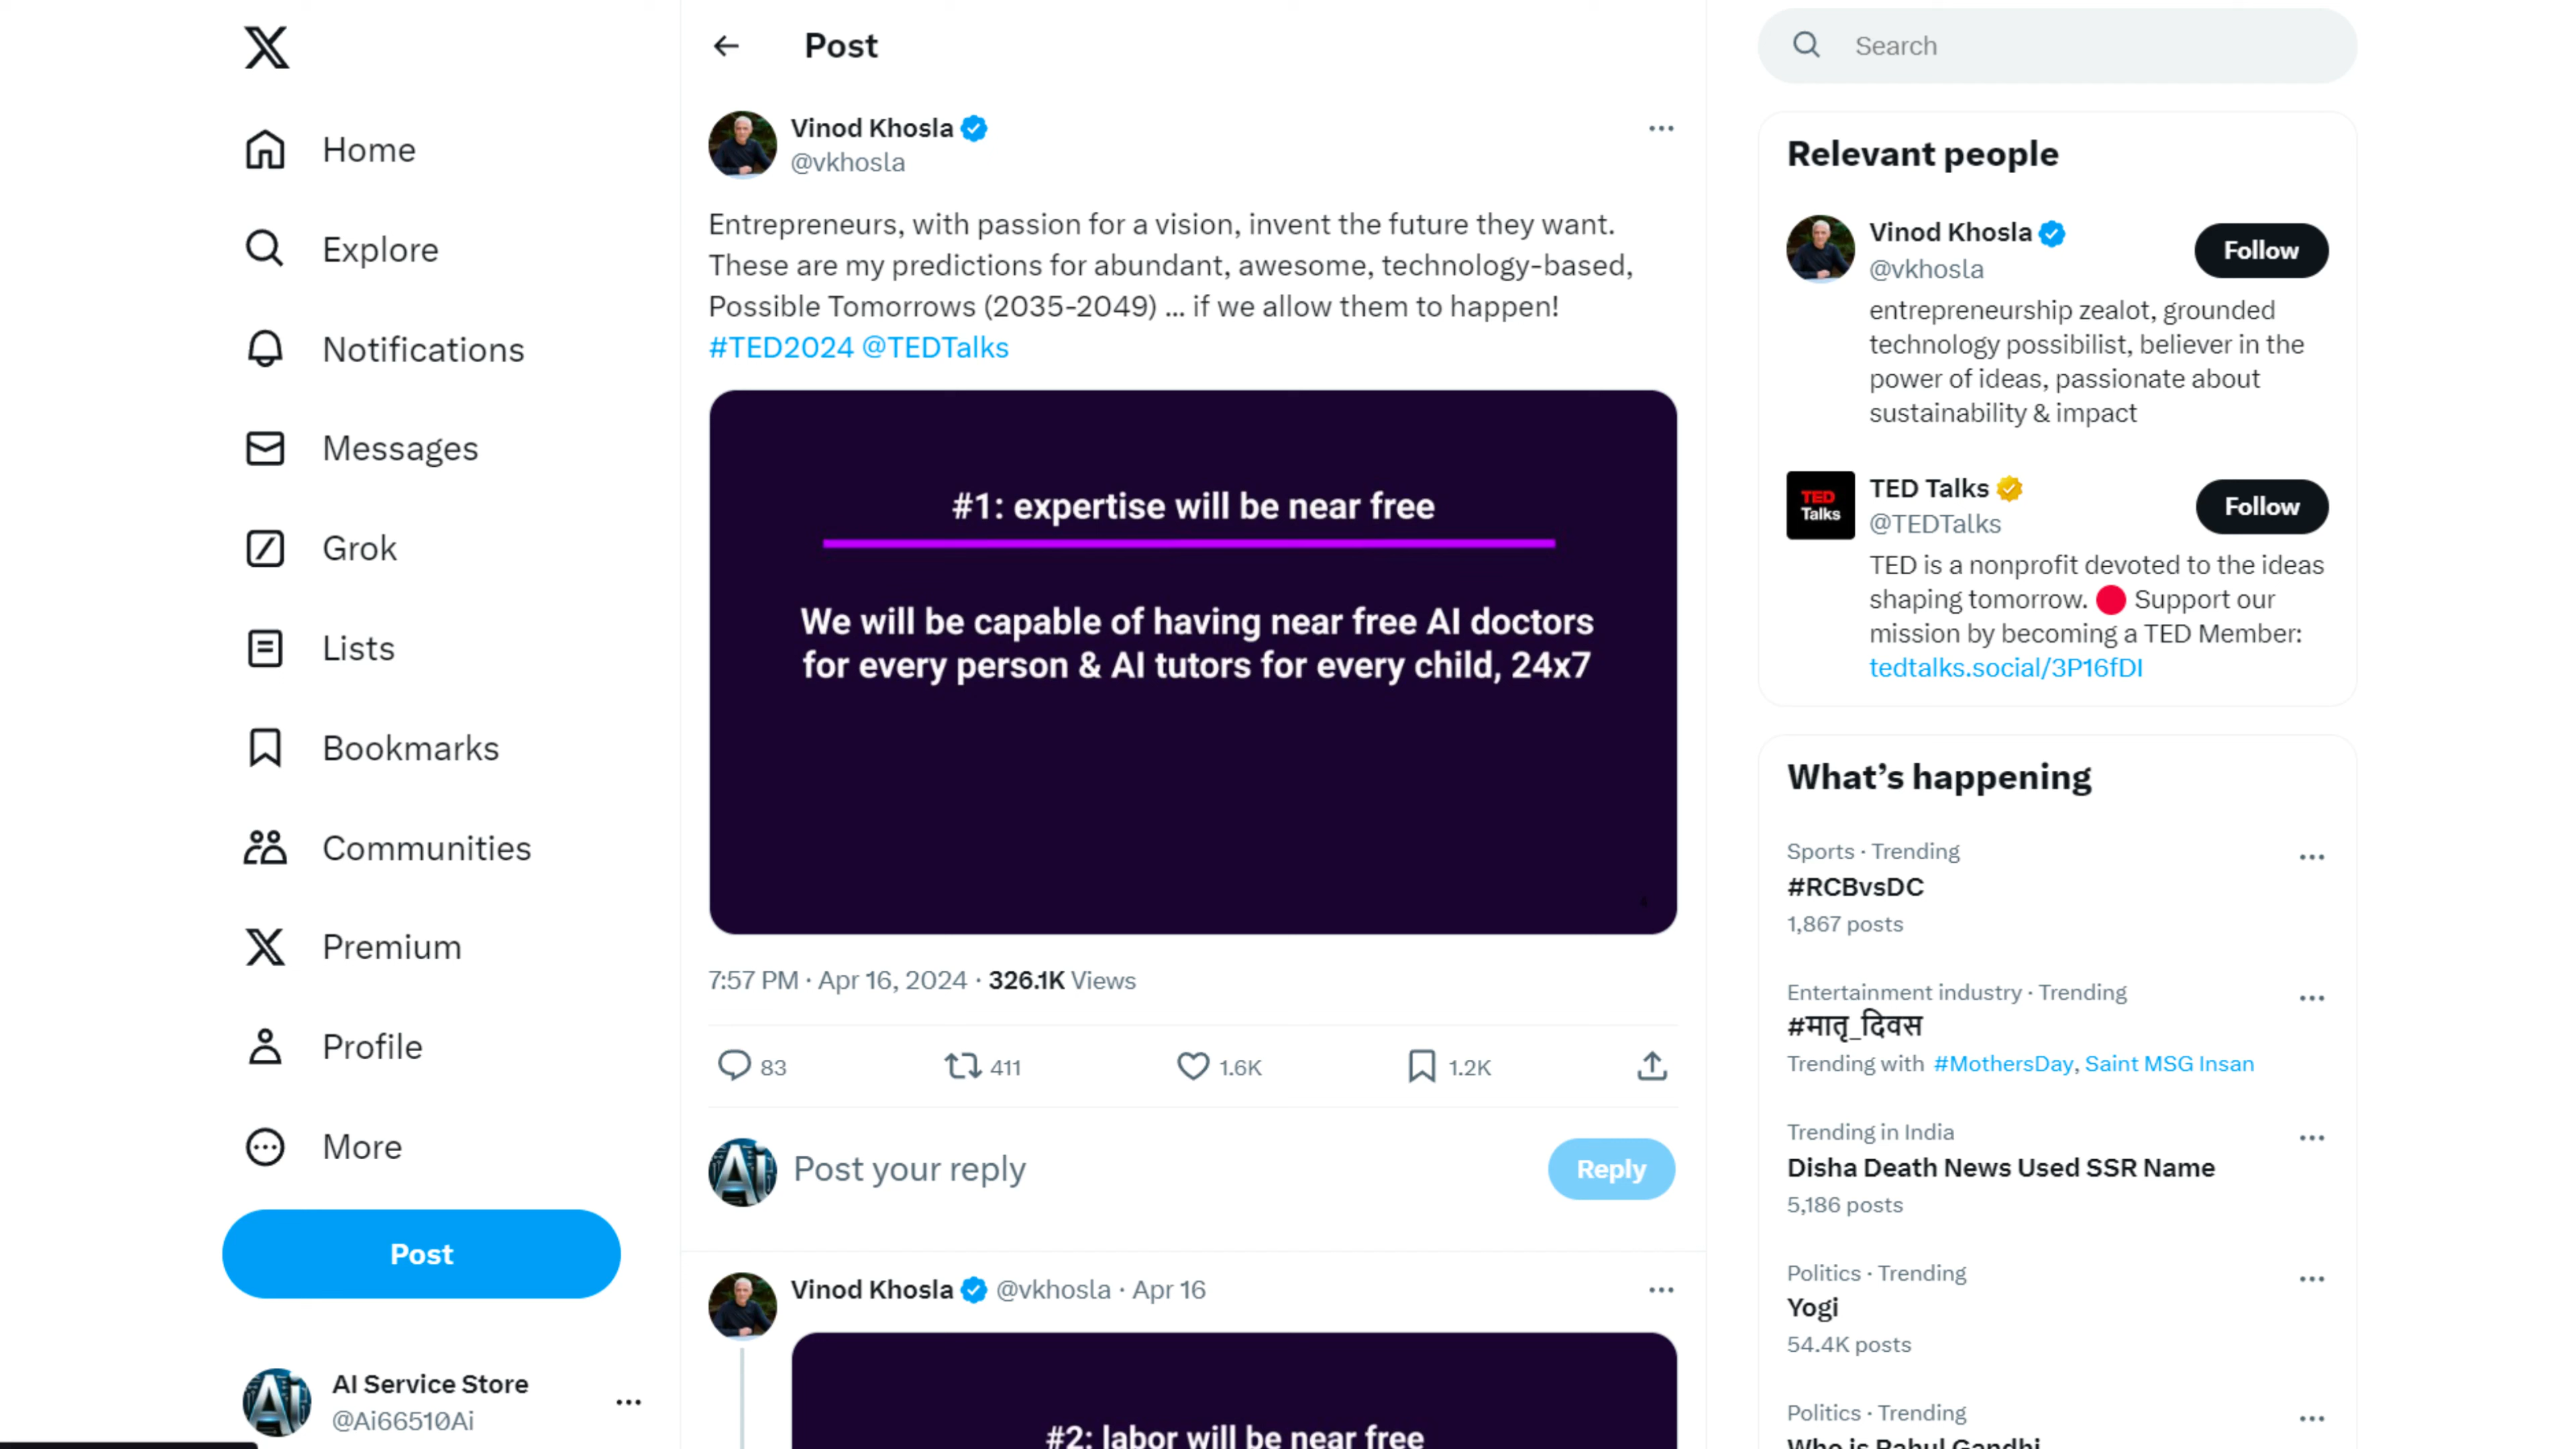 Home
Explore
Notifications
Messages
Grok
Lists
Bookmarks
Communities
Premium
Profile
More
Post
AI Service Store
@Ai66510Ai
Post
Vinod Khosla
@vkhosla
Entrepreneurs, with passion for a vision, invent the future they want.
These are my predictions for abundant, awesome, technology-based,
Possible Tomorrows (2035-2049) ... if we allow them to happen!
#TED2024 @TEDTalks
#1: expertise will be near free
We will be capable of having near free AI doctors
for every person & AI tutors for every child, 24x7
7:57 PM · Apr 16, 2024 · 326.1K Views
83 411 1.6K 1.2K
Ai Post your reply Reply
Vinod Khosla @vkhosla · Apr 16
#2: labor will be near free
Search
Relevant people
Vinod Khosla
@vkhosla
Follow
entrepreneurship zealot, grounded
technology possibilist, believer in the
power of ideas, passionate about
sustainability & impact
TED
Talks
TED Talks
@TEDTalks
Follow
TED is a nonprofit devoted to the ideas
shaping tomorrow. 🔴 Support our
mission by becoming a TED Member:
tedtalks.social/3P16fDI
What’s happening
Sports · Trending
#RCBvsDC
1,867 posts
Entertainment industry · Trending
#मातृ_दिवस
Trending with #MothersDay, Saint MSG Insan
Trending in India
Disha Death News Used SSR Name
5,186 posts
Politics · Trending
Yogi
54.4K posts
Politics · Trending
Who is Rahul Gandhi